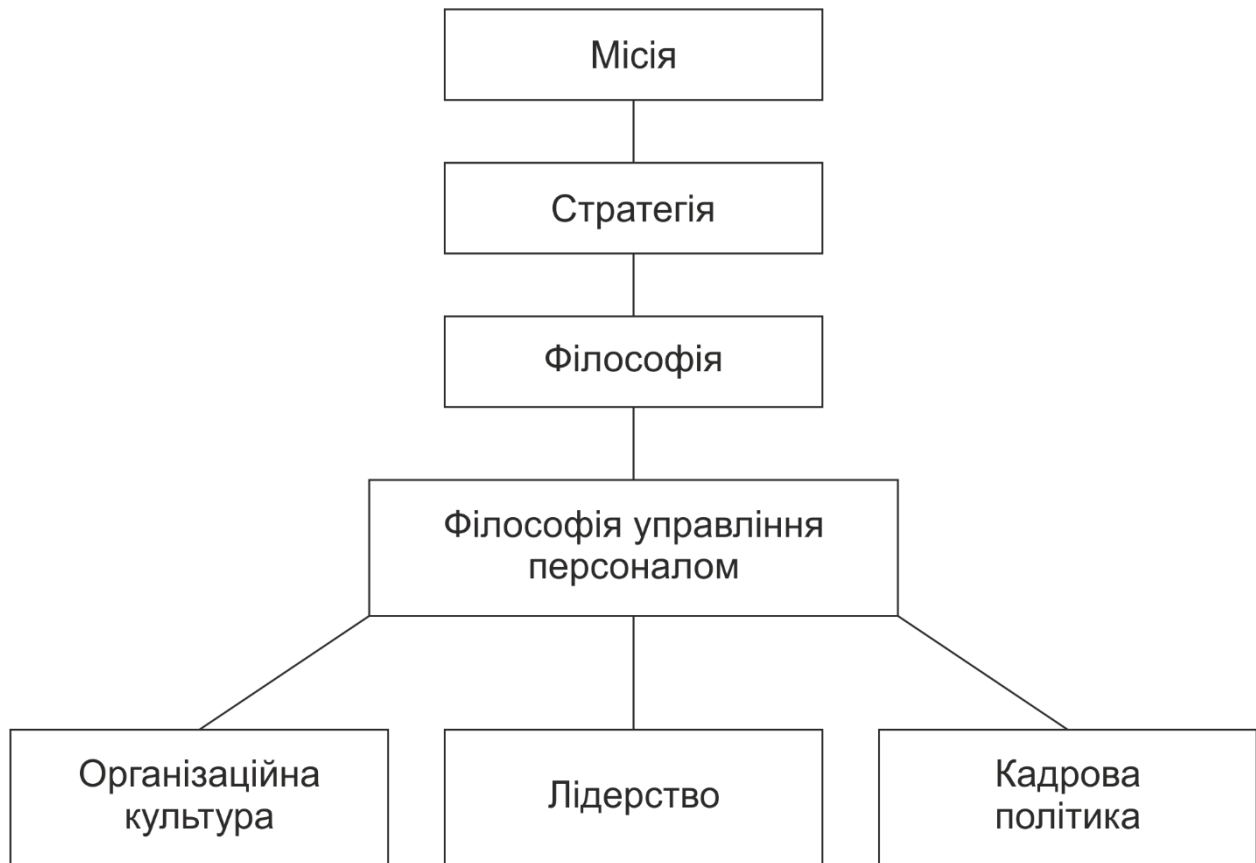 Місія
Стратегія
Філософія
Філософія управління
персоналом
Організаційна
культура
Лідерство
Кадрова
політика